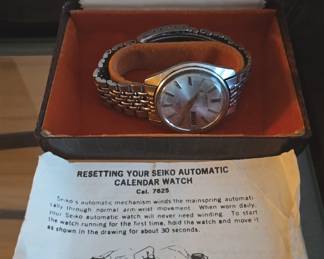 RESETTING YOUR SEIKO AUTOMATIC
CALENDAR WATCH
Cal. 7625
Seiko's automatic mechanism winds the mainspring automati-
cally through normal arm-wrist movement. When worn daily,
your Seiko automatic watch will never need winding. To start
the watch running for the first time, hold the watch and move it
as shown in the drawing for about 30 seconds.